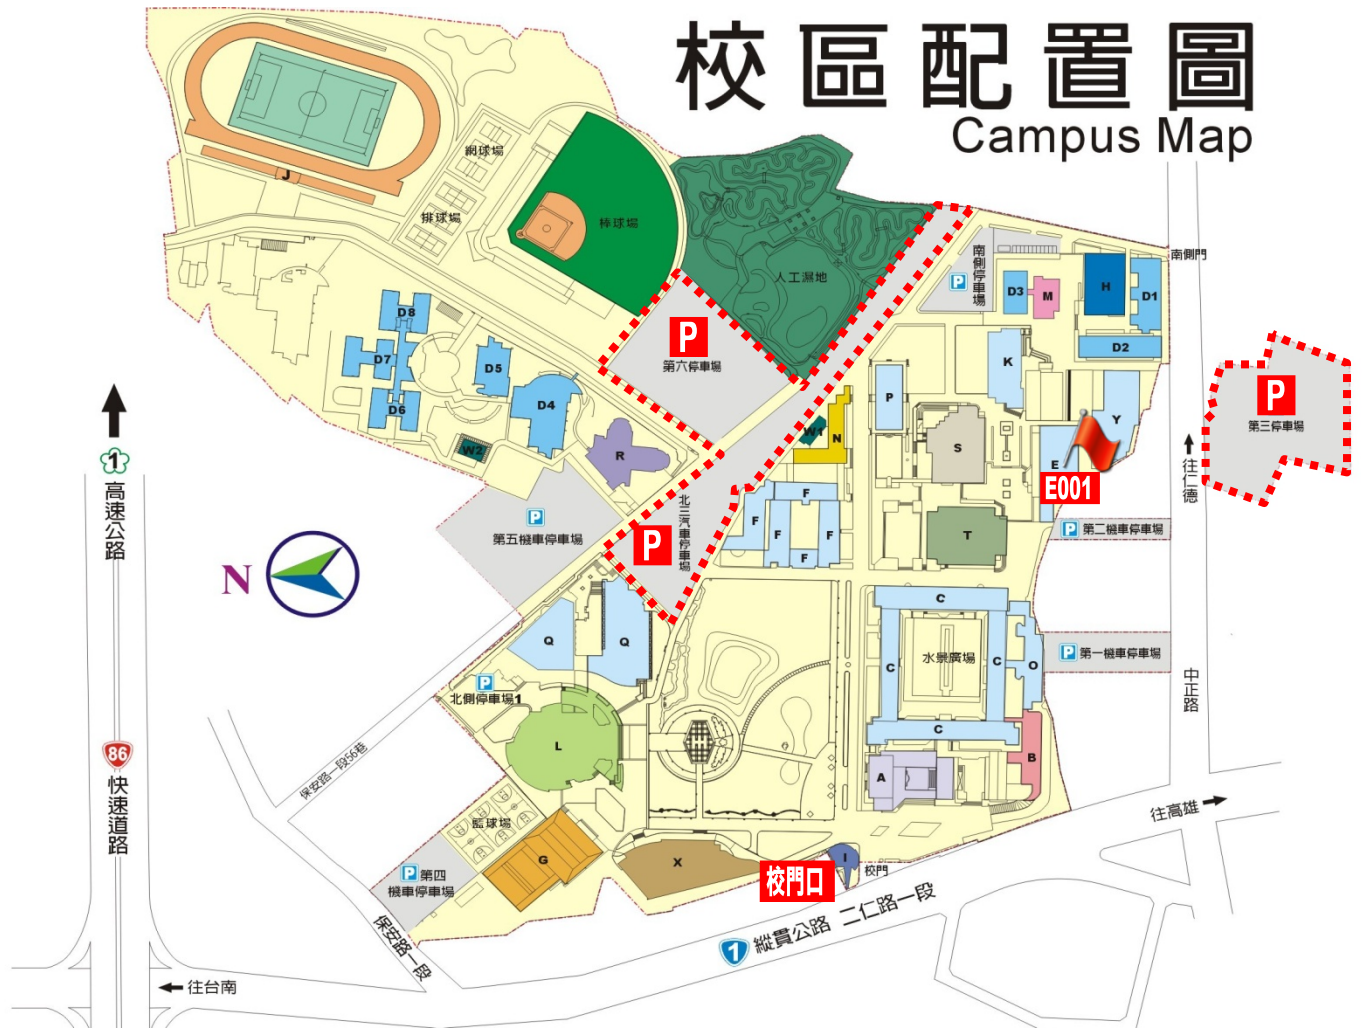 校區配置圖
Campus Map
網球場
J
排球場
棒球場
人工濕地
南側停車場
P
南側門
D3
M
H
D1
D2
D8
D7
D6
D5
D4
W2
R
P
第六停車場
K
P
W1
N
S
Y
E
E001
P
第三停車場
往仁德
1
高速公路
N
P
第五機車停車場
P
北三汽車停車場
F
F
F
F
F
T
P 第二機車停車場
Q
Q
C
C
C
C
水景廣場
O
P 第一機車停車場
中正路
P
北側停車場1
L
保安路一段56巷
86
快速道路
A
B
往高雄
籃球場
G
X
P 第四
機車停車場
校門口
I
校門
保安路一段
1 縱貫公路 二仁路一段
往台南